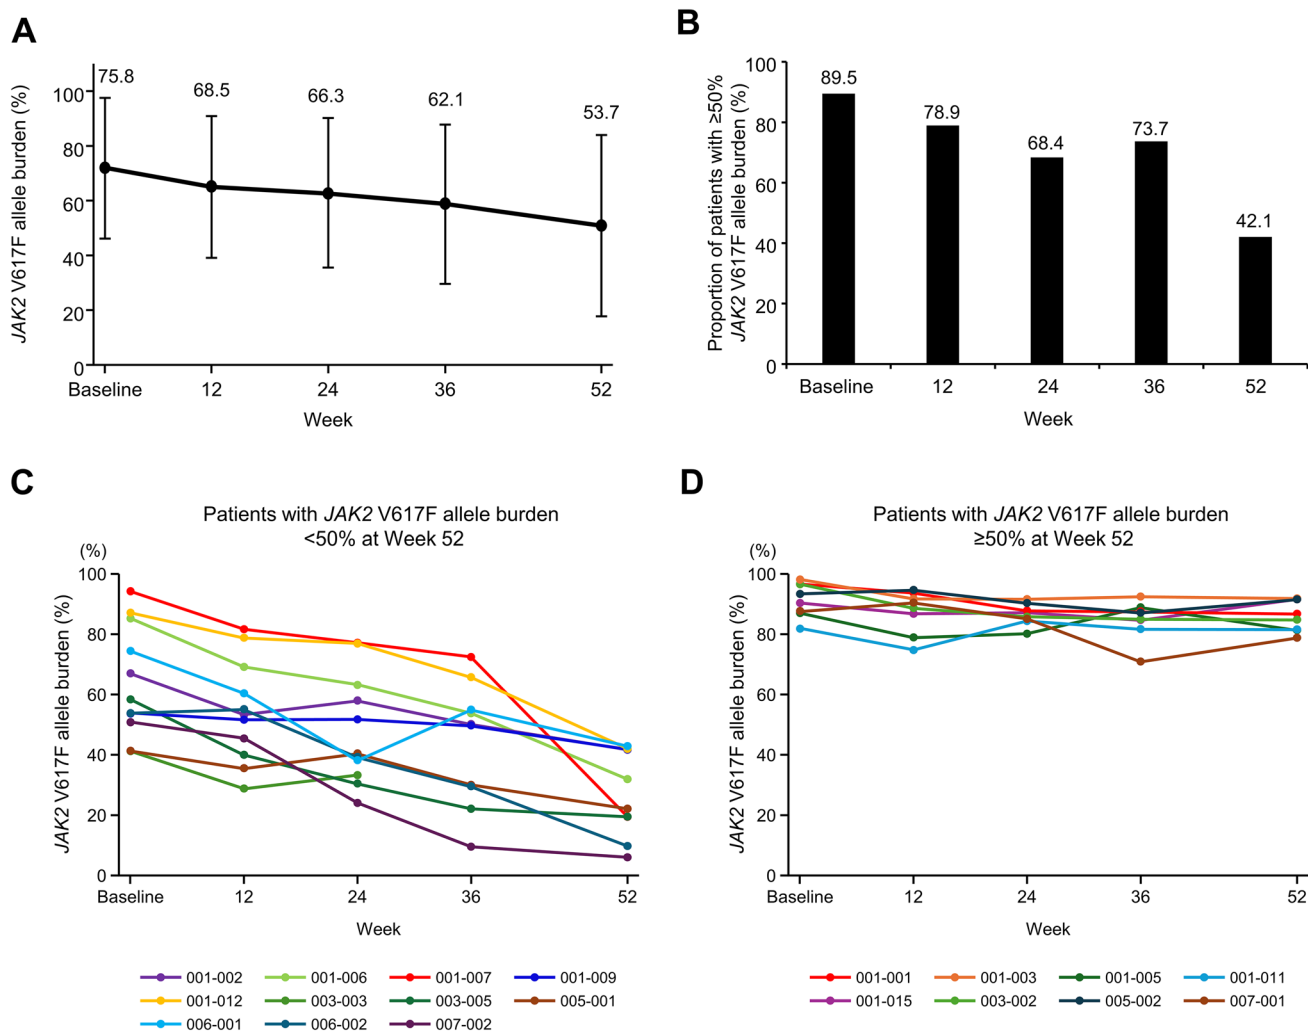 A
JAK2 V617F allele burden (%)
100
80
60
40
20
0
75.8
68.5
66.3
62.1
53.7
Baseline
12
24
36
52
Week
B
Proportion of patients with ≥50%
JAK2 V617F allele burden (%)
100
80
60
40
20
0
89.5
78.9
68.4
73.7
42.1
Baseline
12
24
36
52
Week
C
Patients with JAK2 V617F allele burden
<50% at Week 52
(%)
JAK2 V617F allele burden (%)
100
80
60
40
20
0
Baseline
12
24
36
52
Week
001-002 001-006 001-007 001-009
001-012 003-003 003-005 005-001
006-001 006-002 007-002
D
Patients with JAK2 V617F allele burden
≥50% at Week 52
(%)
JAK2 V617F allele burden (%)
100
80
60
40
20
0
Baseline
12
24
36
52
Week
001-001 001-003 001-005 001-011
001-015 003-002 005-002 007-001